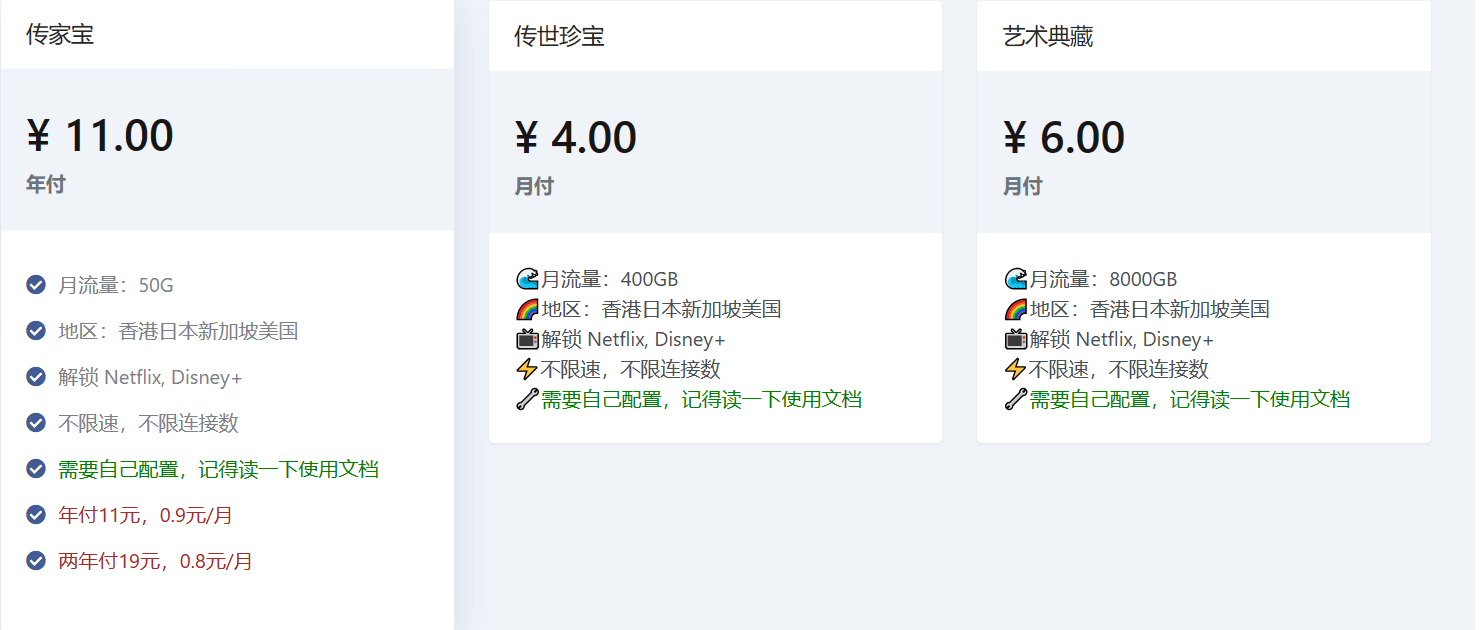 传家宝
¥ 11.00
年付
月流量：50G
地区：香港日本新加坡美国
解锁 Netflix, Disney+
不限速，不限连接数
需要自己配置，记得读一下使用文档
年付11元，0.9元/月
两年付19元，0.8元/月
传世珍宝
¥ 4.00
月付
🌊月流量：400GB
🌈地区：香港日本新加坡美国
📺解锁 Netflix, Disney+
⚡不限速，不限连接数
🔧需要自己配置，记得读一下使用文档
艺术典藏
¥ 6.00
月付
🌊月流量：8000GB
🌈地区：香港日本新加坡美国
📺解锁 Netflix, Disney+
⚡不限速，不限连接数
🔧需要自己配置，记得读一下使用文档